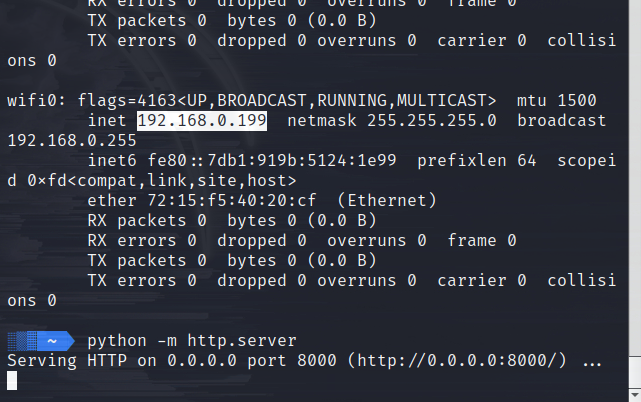 RX errors 0  dropped 0  overruns 0  frame 0
TX packets 0  bytes 0 (0.0 B)
TX errors 0  dropped 0 overruns 0  carrier 0  collisi
ons 0
wifi0: flags=4163<UP,BROADCAST,RUNNING,MULTICAST>  mtu 1500
inet 192.168.0.199  netmask 255.255.255.0  broadcast
192.168.0.255
inet6 fe80::7db1:919b:5124:1e99  prefixlen 64  scopei
d 0×fd<compat,link,site,host>
ether 72:15:f5:40:20:cf  (Ethernet)
RX packets 0  bytes 0 (0.0 B)
RX errors 0  dropped 0  overruns 0  frame 0
TX packets 0  bytes 0 (0.0 B)
TX errors 0  dropped 0 overruns 0  carrier 0  collisi
ons 0
~ python -m http.server
Serving HTTP on 0.0.0.0 port 8000 (http://0.0.0.0:8000/) ...